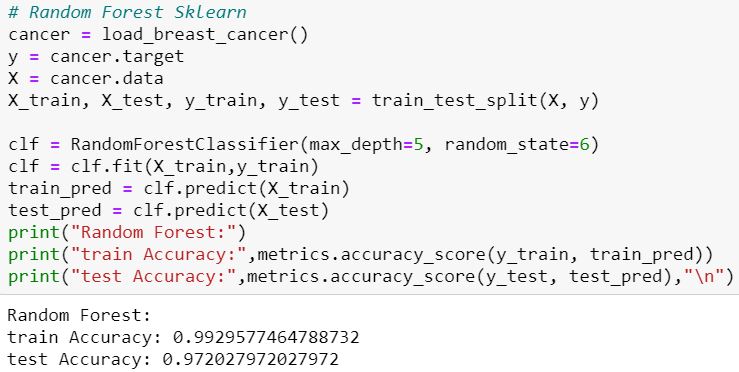 # Random Forest Sklearn
cancer = load_breast_cancer()
y = cancer.target
X = cancer.data
X_train, X_test, y_train, y_test = train_test_split(X, y)
clf = RandomForestClassifier(max_depth=5, random_state=6)
clf = clf.fit(X_train,y_train)
train_pred = clf.predict(X_train)
test_pred = clf.predict(X_test)
print("Random Forest:")
print("train Accuracy:",metrics.accuracy_score(y_train, train_pred))
print("test Accuracy:",metrics.accuracy_score(y_test, test_pred),"\n")
Random Forest:
train Accuracy: 0.9929577464788732
test Accuracy: 0.972027972027972